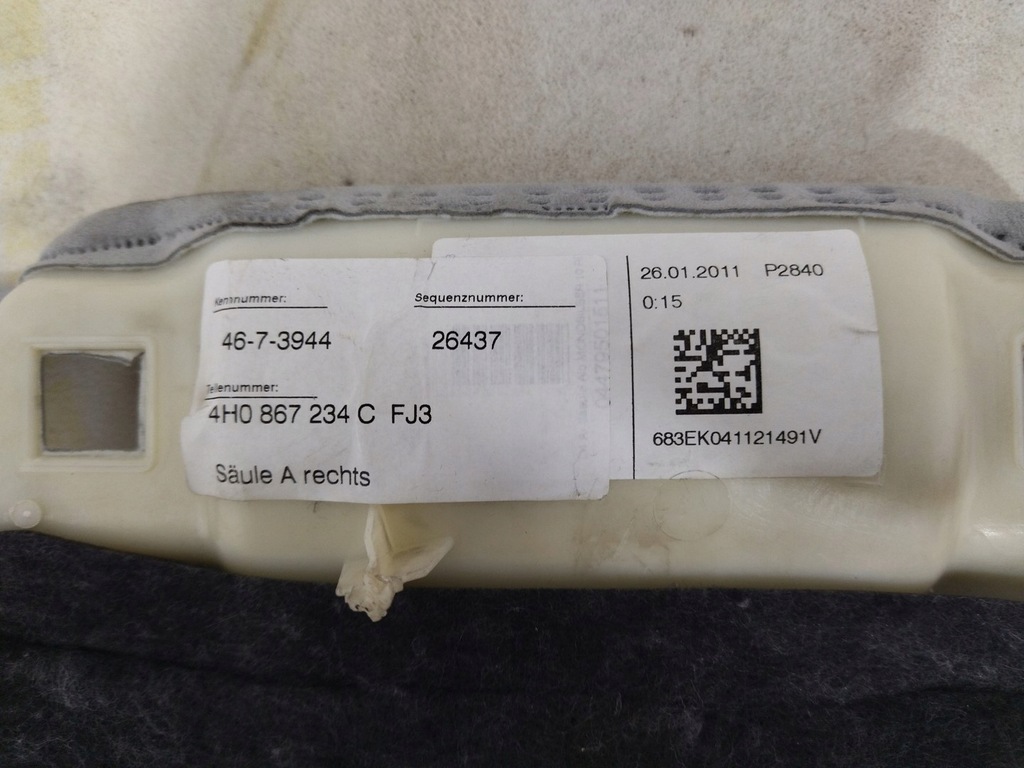 Kennnummer:
Sequenznummer:
46-7-3944
26437
Teilenummer:
4H0 867 234 C FJ3
Säule A rechts
26.01.2011 P2840
0:15
683EK041121491V